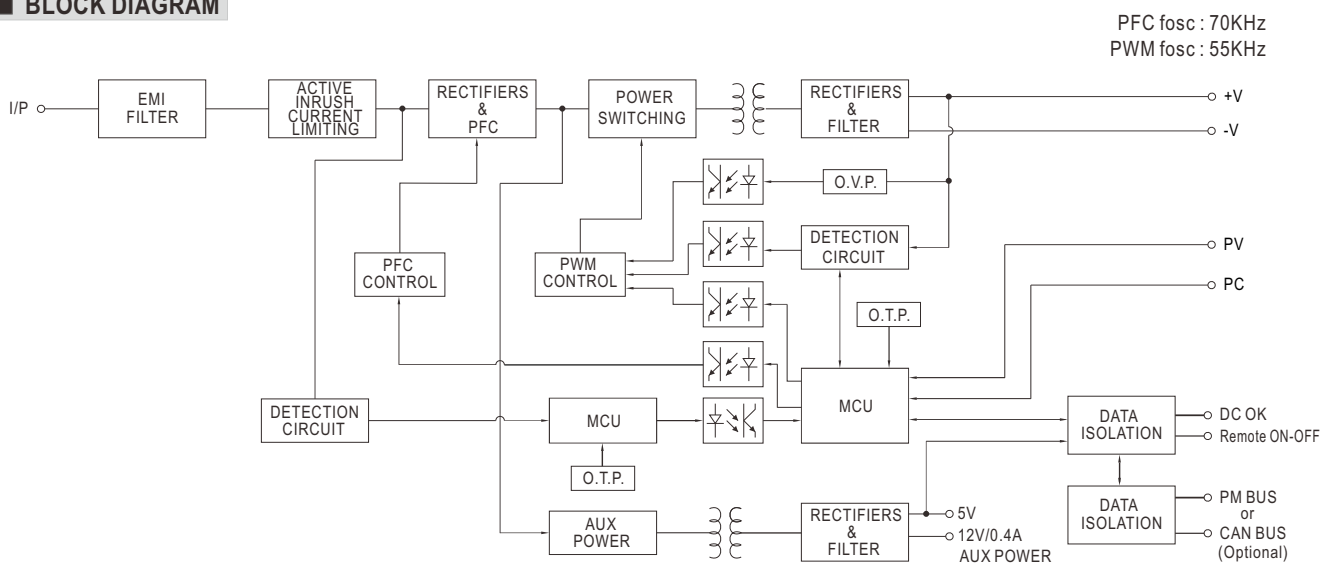 BLOCK DIAGRAM
PFC fosc : 70KHz
PWM fosc : 55KHz
I/P
EMI
FILTER
ACTIVE
INRUSH
CURRENT
LIMITING
RECTIFIERS
&
PFC
POWER
SWITCHING
RECTIFIERS
&
FILTER
+V
-V
O.V.P.
DETECTION
CIRCUIT
PFC
CONTROL
PWM
CONTROL
PV
PC
O.T.P.
MCU
DETECTION
CIRCUIT
MCU
O.T.P.
DATA
ISOLATION
DC OK
Remote ON-OFF
DATA
ISOLATION
PM BUS
or
CAN BUS
(Optional)
AUX
POWER
RECTIFIERS
&
FILTER
5V
12V/0.4A
AUX POWER